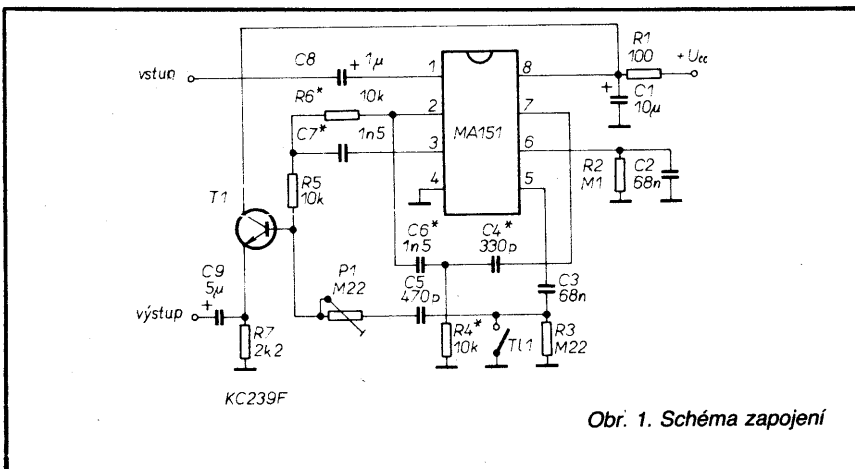 vstup
C8
+ 1μ
R6*
10k
C7*
1n5
R5
10k
T1
C9
5μ
+
výstup
R7
2k2
KC239F
P1
M22
C6*
1n5
C5
470p
C4*
330p
R4*
10k
Tl1
C3
68n
R3
M22
MA151
1
2
3
4
8
7
6
5
R1
100
+Ucc
+
C1
10μ
R2
M1
C2
68n
Obr. 1. Schéma zapojení